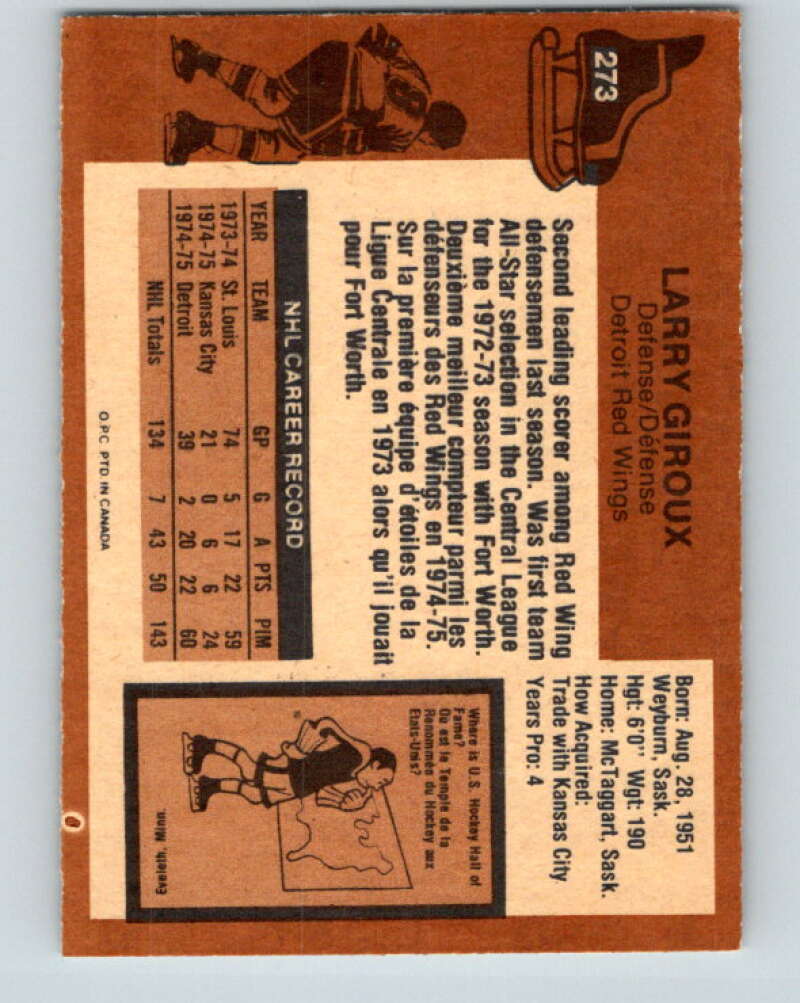 273
LARRY GIROUX
Defense/Défense
Detroit Red Wings
Born: Aug. 28, 1951
Weyburn, Sask.
Hgt: 6'0" Wgt: 190
Home: McTaggart, Sask.
How Acquired:
Trade with Kansas City
Years Pro: 4
Second leading scorer among Red Wing
defensemen last season. Was first team
All-Star selection in the Central League
for the 1972-73 season with Fort Worth.
Deuxième meilleur compteur parmi les
défenseurs des Red Wings en 1974-75.
Sur la première équipe d'étoiles de la
Ligue Centrale en 1973 alors qu'il jouait
pour Fort Worth.
NHL CAREER RECORD
YEAR TEAM GP G A PTS PIM
1973-74 St. Louis 74 5 17 22 59
1974-75 Kansas City 21 0 6 6 24
1974-75 Detroit 39 2 20 22 60
NHL Totals 134 7 43 50 143
O.P.C. PTD. IN CANADA
Where is U.S. Hockey Hall of
Fame?
Où est le Temple de la
Renommée du Hockey aux
Etats-Unis?
Eveleth, Minn.